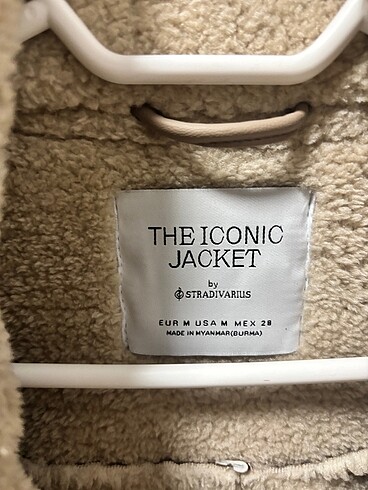 THE ICONIC
JACKET
by
STRADIVARIUS
EUR M USA M MEX 28
MADE IN MYANMAR(BURMA)